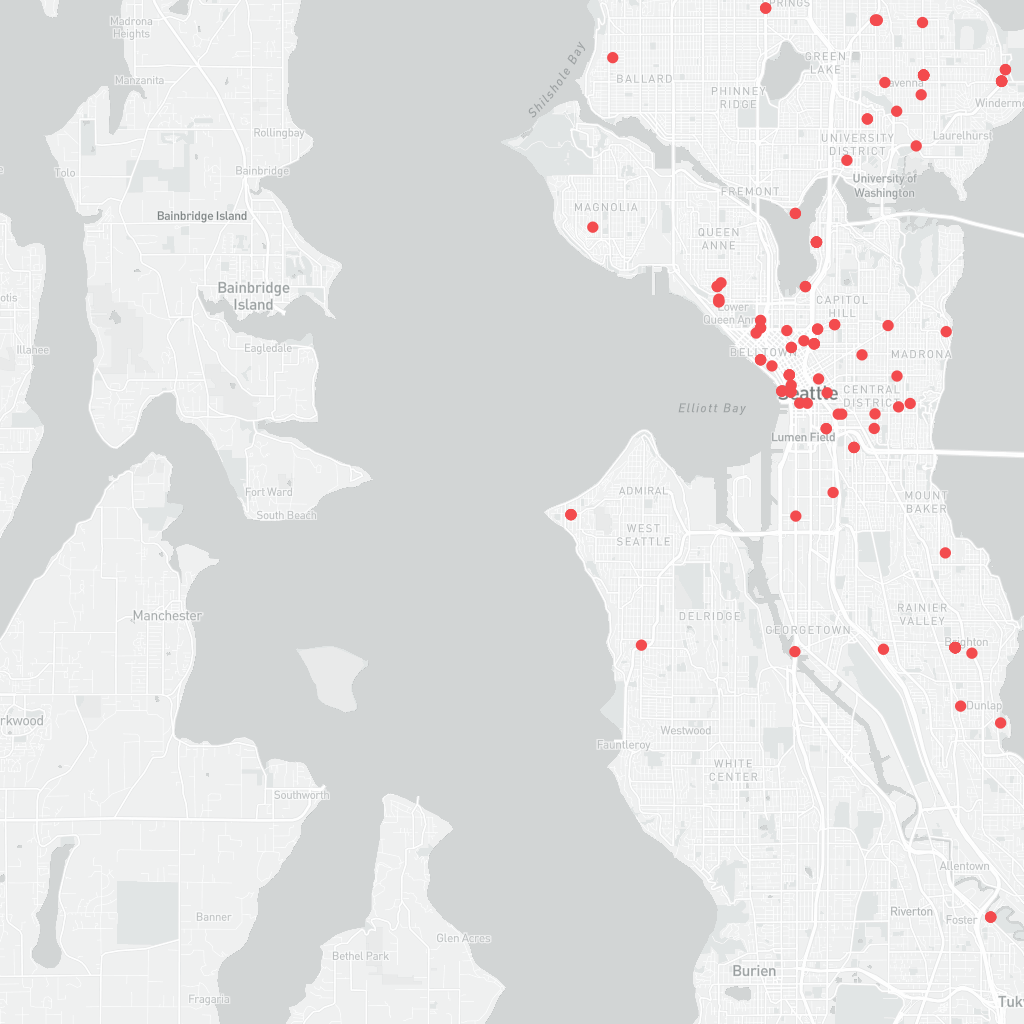 SPRINGS
Madrona
Heights
Manzanita
Rollingbay
Tolo
Bainbridge
Bainbridge Island
Bainbridge
Island
Illahee
Eagledale
Fort Ward
South Beach
Manchester
Southworth
Banner
Bethel Park
Glen Acres
Fragaria
Shilshole Bay
BALLARD
GREEN
LAKE
PHINNEY
RIDGE
Ravenna
Windermere
Laurelhurst
UNIVERSITY
DISTRICT
University of
Washington
FREMONT
MAGNOLIA
QUEEN
ANNE
Lower
Queen Anne
CAPITOL
HILL
BELLTOWN
MADRONA
Seattle
CENTRAL
DISTRICT
Elliott Bay
Lumen Field
ADMIRAL
WEST
SEATTLE
MOUNT
BAKER
DELRIDGE
GEORGETOWN
RAINIER
VALLEY
Brighton
Dunlap
Westwood
Fauntleroy
WHITE
CENTER
Allentown
Riverton
Foster
Burien
Tuk